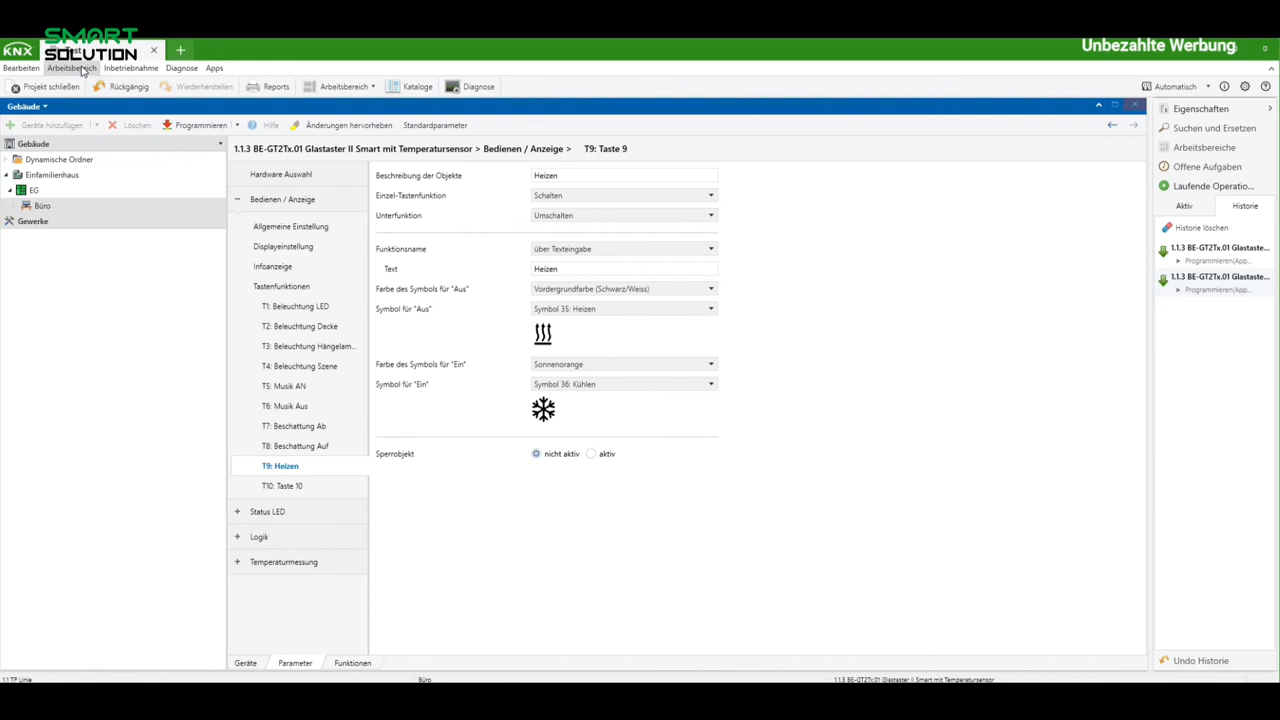 SMART
SOLUTION
KNX
Unbezahlte Werbung
Bearbeiten Arbeitsbereich Inbetriebnahme Diagnose Apps
Projekt schließen Rückgängig Wiederherstellen Reports Arbeitsbereich Kataloge Diagnose Automatisch
Gebäude
Geräte hinzufügen Löschen Programmieren Hilfe Änderungen hervorheben Standardparameter
Gebäude
Dynamische Ordner
Einfamilienhaus
EG
Büro
Gewerke
1.1.3 BE-GT2Tx.01 Glastaster II Smart mit Temperatursensor > Bedienen / Anzeige > T9: Taste 9
Hardware Auswahl
Bedienen / Anzeige
Allgemeine Einstellung
Displayeinstellung
Infoanzeige
Tastenfunktionen
T1: Beleuchtung LED
T2: Beleuchtung Decke
T3: Beleuchtung Hängelam...
T4: Beleuchtung Szene
T5: Musik AN
T6: Musik Aus
T7: Beschattung Ab
T8: Beschattung Auf
T9: Heizen
T10: Taste 10
Status LED
Logik
Temperaturmessung
Beschreibung der Objekte Heizen
Einzel-Tastenfunktion Schalten
Unterfunktion Umschalten
Funktionsname über Texteingabe
Text Heizen
Farbe des Symbols für "Aus" Vordergrundfarbe (Schwarz/Weiss)
Symbol für "Aus" Symbol 35: Heizen
Farbe des Symbols für "Ein" Sonnenorange
Symbol für "Ein" Symbol 36: Kühlen
Sperrobjekt nicht aktiv aktiv
Eigenschaften
Suchen und Ersetzen
Arbeitsbereiche
Offene Aufgaben
Laufende Operatio...
Aktiv Historie
Historie löschen
1.1.3 BE-GT2Tx.01 Glastaste...
Programmieren(App...
1.1.3 BE-GT2Tx.01 Glastaste...
Programmieren(App...
Undo Historie
Geräte Parameter Funktionen
1.1 TP Linie Büro 1.1.3 BE-GT2Tx.01 Glastaster II Smart mit Temperatursensor